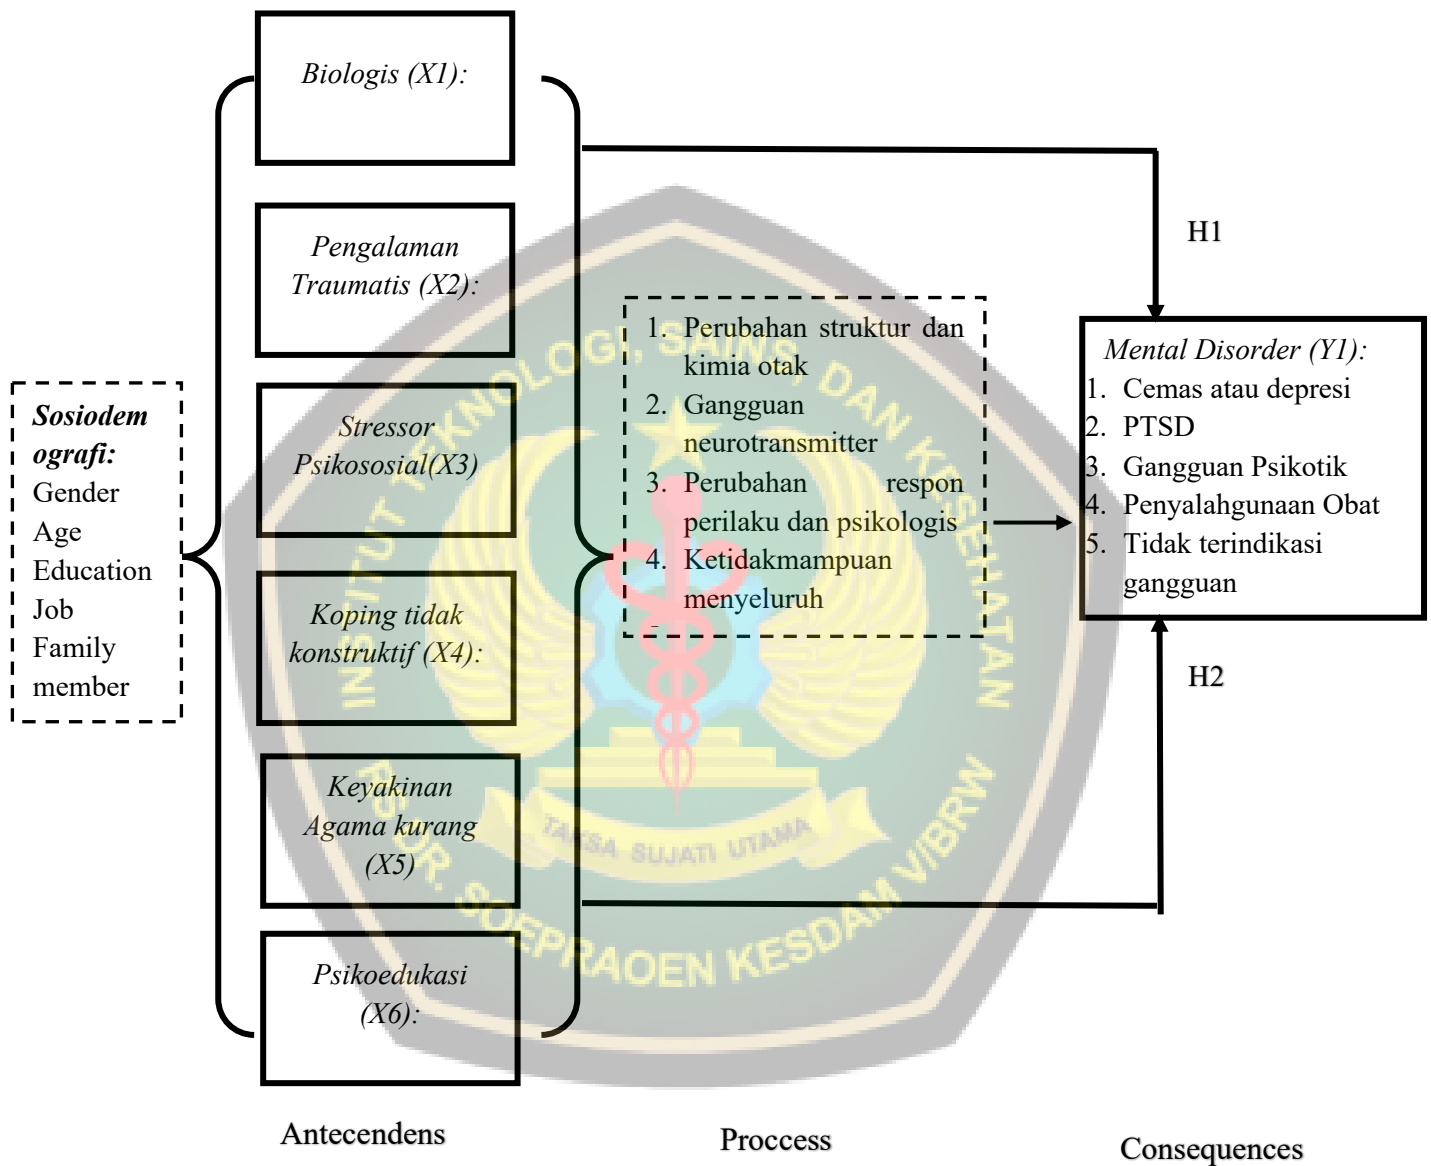 Sosiodem
ografi:
Gender
Age
Education
Job
Family
member
Biologis (X1):
Pengalaman
Traumatis (X2):
Stressor
Psikososial(X3)
Koping tidak
konstruktif (X4):
Keyakinan
Agama kurang
(X5)
Psikoedukasi
(X6):
1. Perubahan struktur dan
kimia otak
2. Gangguan
neurotransmitter
3. Perubahan respon
perilaku dan psikologis
4. Ketidakmampuan
menyeluruh
H1
Mental Disorder (Y1):
1. Cemas atau depresi
2. PTSD
3. Gangguan Psikotik
4. Penyalahgunaan Obat
5. Tidak terindikasi
gangguan
H2
Antecendens
Proccess
Consequences
INSTITUT TEKNOLOGI, SAINS, DAN KESEHATAN
RS DR. SOEPRAOEN KESDAM V/BRW
TAKSA SUJATI UTAMA